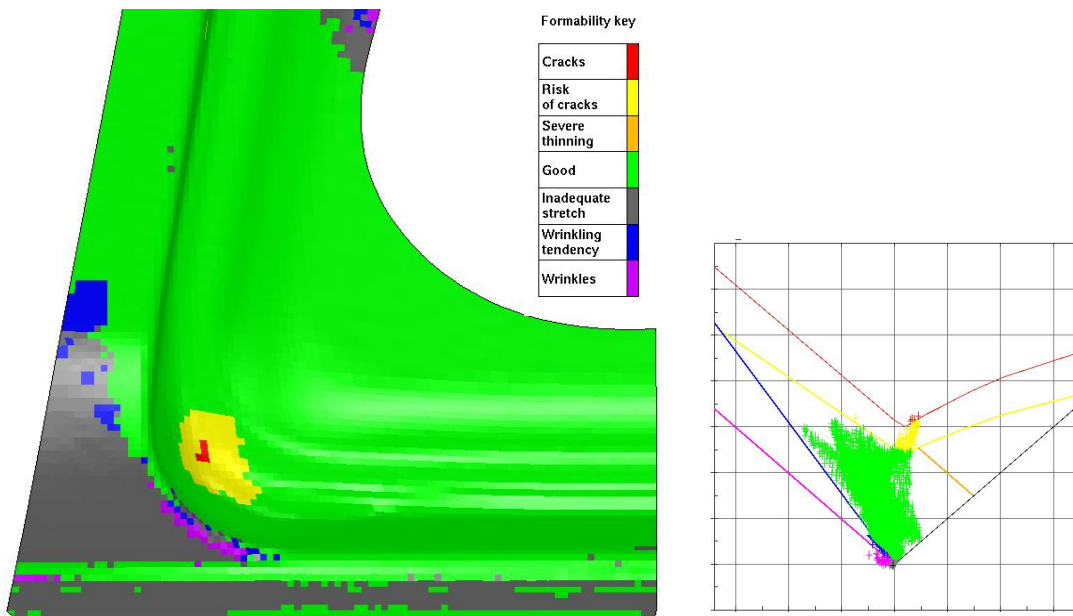 Formability key
Cracks
Risk
of cracks
Severe
thinning
Good
Inadequate
stretch
Wrinkling
tendency
Wrinkles